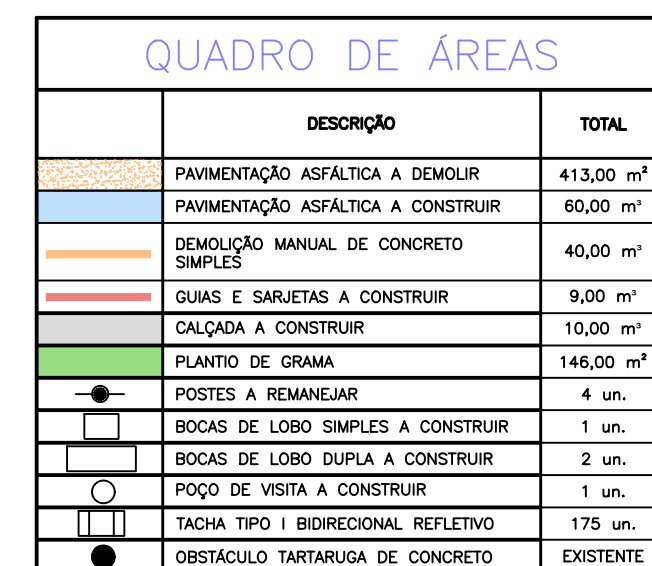 QUADRO DE ÁREAS
DESCRIÇÃO TOTAL
PAVIMENTAÇÃO ASFÁLTICA A DEMOLIR 413,00 m²
PAVIMENTAÇÃO ASFÁLTICA A CONSTRUIR 60,00 m³
DEMOLIÇÃO MANUAL DE CONCRETO
SIMPLES 40,00 m³
GUIAS E SARJETAS A CONSTRUIR 9,00 m³
CALÇADA A CONSTRUIR 10,00 m³
PLANTIO DE GRAMA 146,00 m²
POSTES A REMANEJAR 4 un.
BOCAS DE LOBO SIMPLES A CONSTRUIR 1 un.
BOCAS DE LOBO DUPLA A CONSTRUIR 2 un.
POÇO DE VISITA A CONSTRUIR 1 un.
TACHA TIPO I BIDIRECIONAL REFLETIVO 175 un.
OBSTÁCULO TARTARUGA DE CONCRETO EXISTENTE